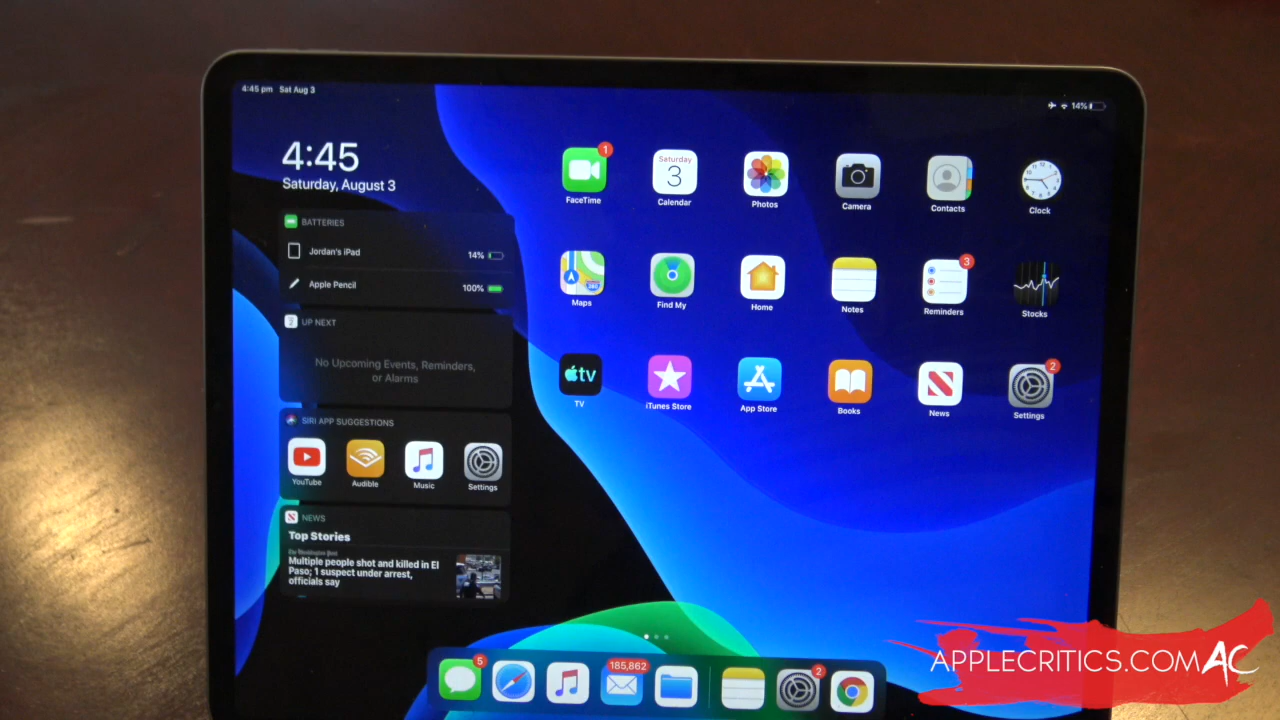 4:45 pm Sat Aug 3
14%
4:45
Saturday, August 3
BATTERIES
Jordan's iPad 14%
Apple Pencil 100%
UP NEXT
No Upcoming Events, Reminders,
or Alarms
SIRI APP SUGGESTIONS
YouTube Audible Music Settings
NEWS
Top Stories
The Washington Post
Multiple people shot and killed in El
Paso; 1 suspect under arrest,
officials say
1
Saturday
3
FaceTime Calendar Photos Camera Contacts Clock
280
3
Maps Find My Home Notes Reminders Stocks
tv
2
TV iTunes Store App Store Books News Settings
5 185,862 2
APPLECRITICS.COM AC